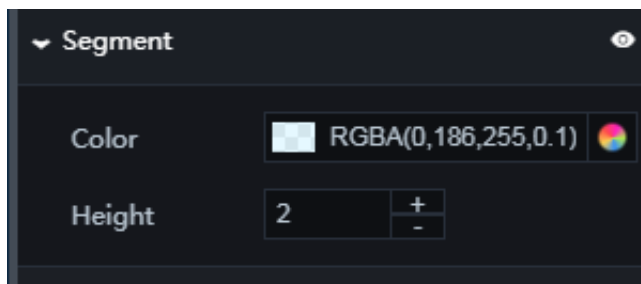 Segment
Color RGBA(0,186,255,0.1)
Height 2 + -